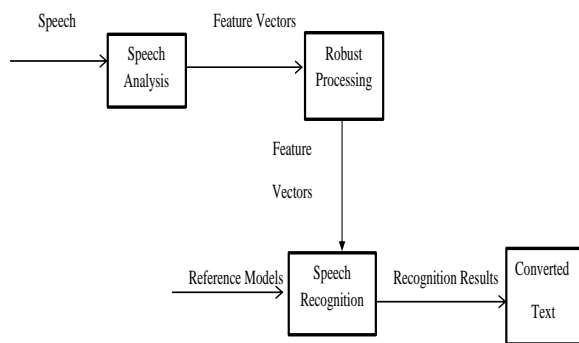 Speech
Feature Vectors
Speech
Analysis
Robust
Processing
Feature
Vectors
Reference Models
Speech
Recognition
Recognition Results
Converted
Text